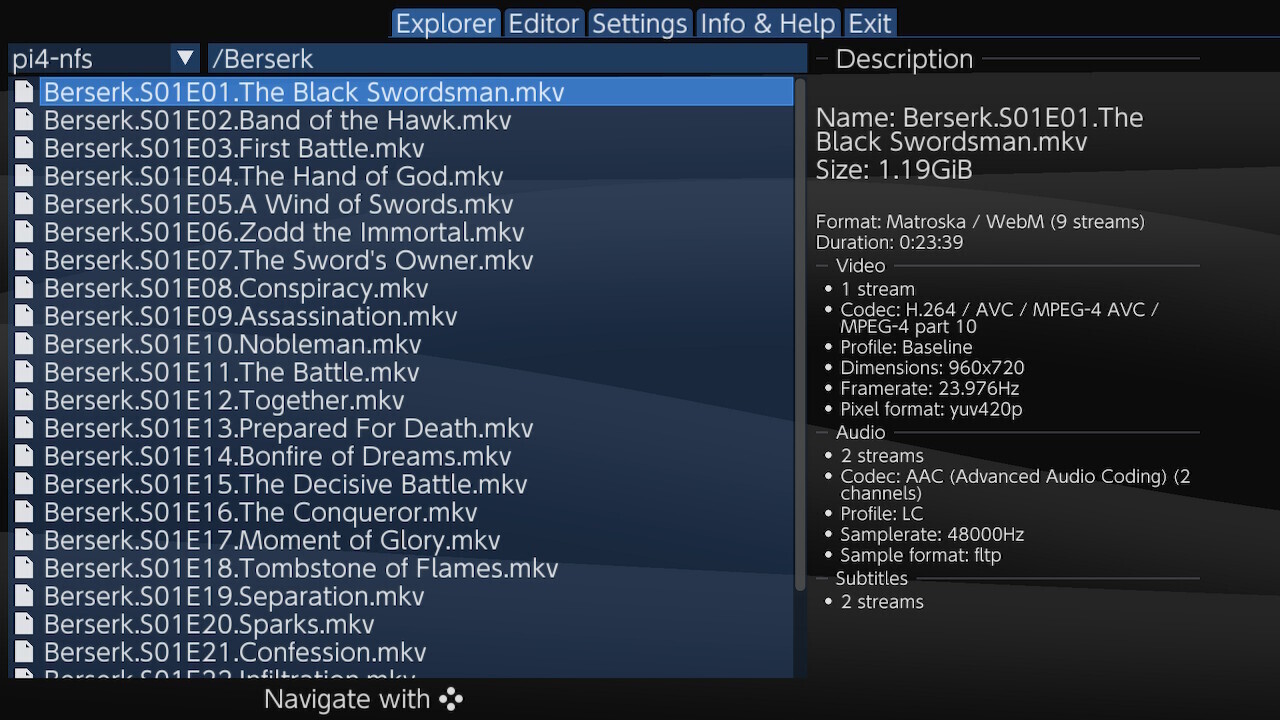 Explorer Editor Settings Info & Help Exit
pi4-nfs
/Berserk
Berserk.S01E01.The Black Swordsman.mkv
Berserk.S01E02.Band of the Hawk.mkv
Berserk.S01E03.First Battle.mkv
Berserk.S01E04.The Hand of God.mkv
Berserk.S01E05.A Wind of Swords.mkv
Berserk.S01E06.Zodd the Immortal.mkv
Berserk.S01E07.The Sword's Owner.mkv
Berserk.S01E08.Conspiracy.mkv
Berserk.S01E09.Assassination.mkv
Berserk.S01E10.Nobleman.mkv
Berserk.S01E11.The Battle.mkv
Berserk.S01E12.Together.mkv
Berserk.S01E13.Prepared For Death.mkv
Berserk.S01E14.Bonfire of Dreams.mkv
Berserk.S01E15.The Decisive Battle.mkv
Berserk.S01E16.The Conqueror.mkv
Berserk.S01E17.Moment of Glory.mkv
Berserk.S01E18.Tombstone of Flames.mkv
Berserk.S01E19.Separation.mkv
Berserk.S01E20.Sparks.mkv
Berserk.S01E21.Confession.mkv
Berserk.S01E22.Infiltration.mkv
Description
Name: Berserk.S01E01.The
Black Swordsman.mkv
Size: 1.19GiB
Format: Matroska / WebM (9 streams)
Duration: 0:23:39
Video
• 1 stream
• Codec: H.264 / AVC / MPEG-4 AVC /
MPEG-4 part 10
• Profile: Baseline
• Dimensions: 960x720
• Framerate: 23.976Hz
• Pixel format: yuv420p
Audio
• 2 streams
• Codec: AAC (Advanced Audio Coding) (2
channels)
• Profile: LC
• Samplerate: 48000Hz
• Sample format: fltp
Subtitles
• 2 streams
Navigate with